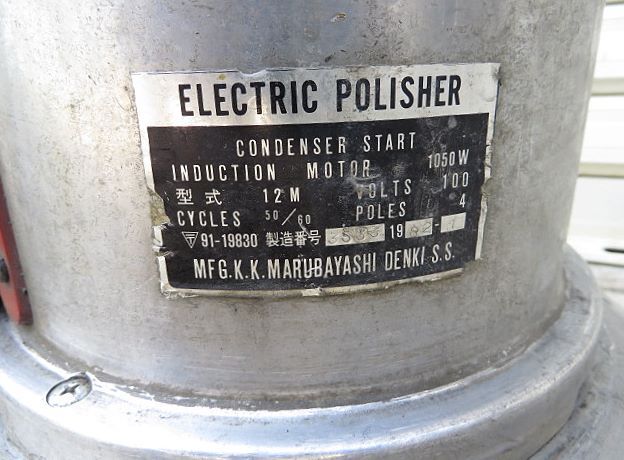 ELECTRIC POLISHER
CONDENSER START
INDUCTION MOTOR 1050W
型式 12M VOLTS 100
CYCLES 50/60 POLES 4
〒91-19830 製造番号 19
MFG.K.K.MARUBAYASHI DENKI S.S.